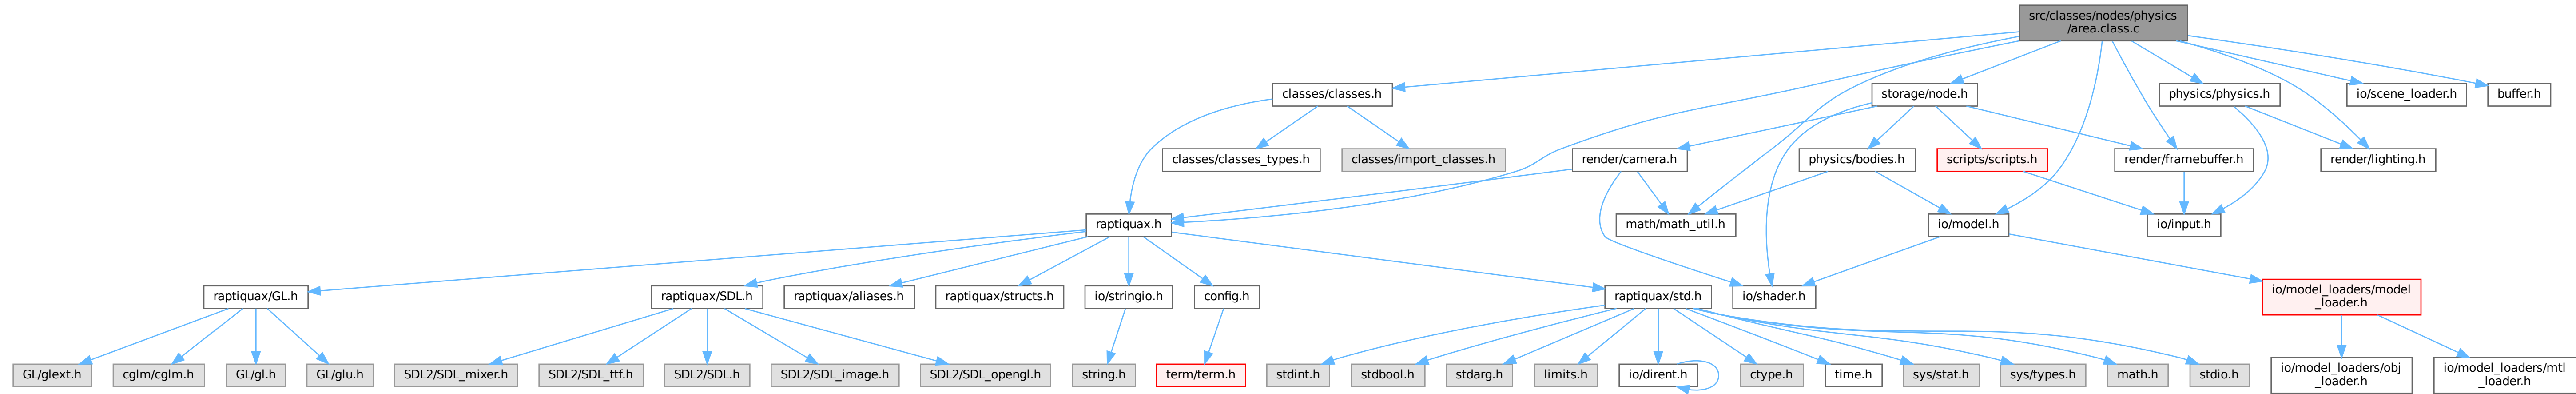 src/classes/nodes/physics
/area.class.c
classes/classes.h
storage/node.h
physics/physics.h
io/scene_loader.h
buffer.h
classes/classes_types.h
classes/import_classes.h
render/camera.h
physics/bodies.h
scripts/scripts.h
render/framebuffer.h
render/lighting.h
raptiquax.h
math/math_util.h
io/model.h
io/input.h
raptiquax/GL.h
raptiquax/SDL.h
raptiquax/aliases.h
raptiquax/structs.h
io/stringio.h
config.h
raptiquax/std.h
io/shader.h
io/model_loaders/model
_loader.h
GL/glext.h
cglm/cglm.h
GL/gl.h
GL/glu.h
SDL2/SDL_mixer.h
SDL2/SDL_ttf.h
SDL2/SDL.h
SDL2/SDL_image.h
SDL2/SDL_opengl.h
string.h
term/term.h
stdint.h
stdbool.h
stdarg.h
limits.h
io/dirent.h
ctype.h
time.h
sys/stat.h
sys/types.h
math.h
stdio.h
io/model_loaders/obj
_loader.h
io/model_loaders/mtl
_loader.h